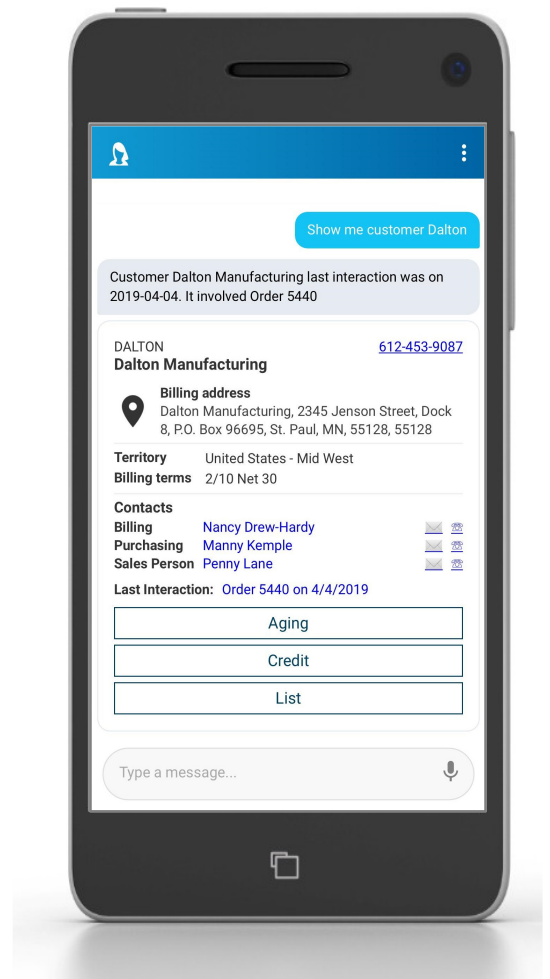 Show me customer Dalton
Customer Dalton Manufacturing last interaction was on
2019-04-04. It involved Order 5440
DALTON 612-453-9087
Dalton Manufacturing
Billing address
Dalton Manufacturing, 2345 Jenson Street, Dock
8, P.O. Box 96695, St. Paul, MN, 55128, 55128
Territory United States - Mid West
Billing terms 2/10 Net 30
Contacts
Billing Nancy Drew-Hardy
Purchasing Manny Kemple
Sales Person Penny Lane
Last Interaction: Order 5440 on 4/4/2019
Aging
Credit
List
Type a message...